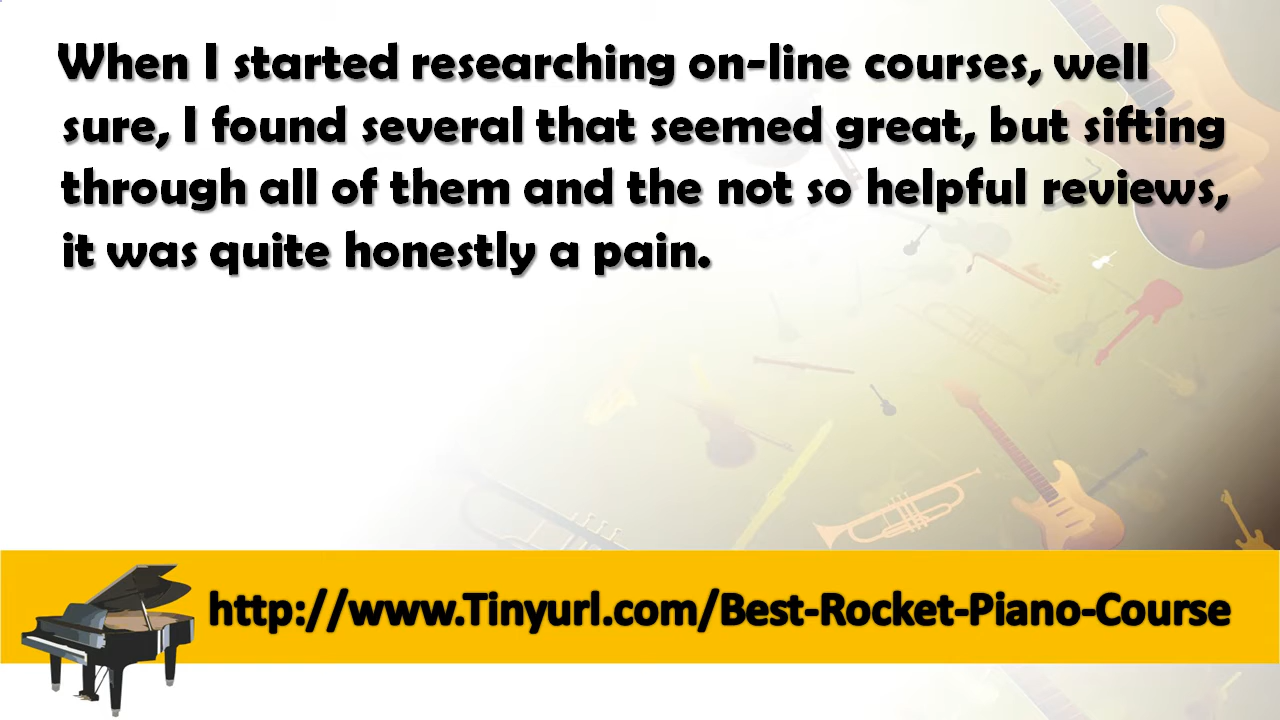 When I started researching on-line courses, well
sure, I found several that seemed great, but sifting
through all of them and the not so helpful reviews,
it was quite honestly a pain.
http://www.Tinyurl.com/Best-Rocket-Piano-Course